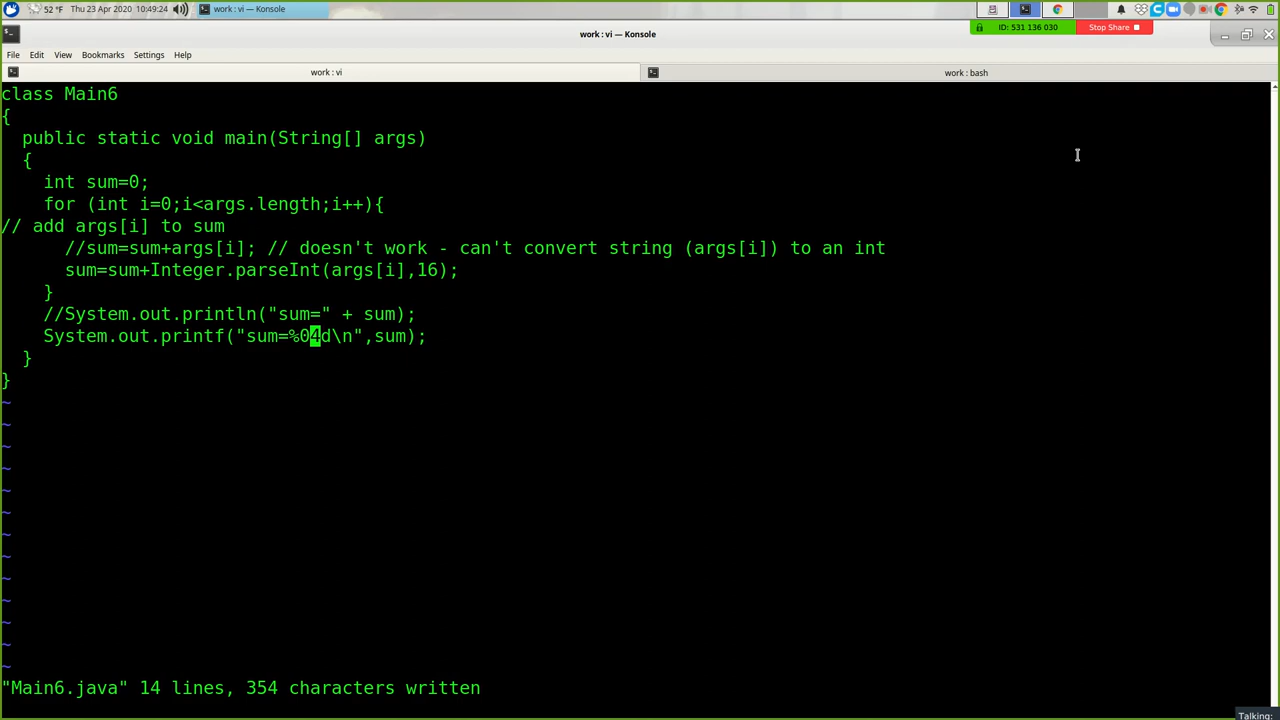 52 °F Thu 23 Apr 2020 10:49:24 work : vi — Konsole
ID: 531 136 030 Stop Share
work : vi — Konsole
File Edit View Bookmarks Settings Help
work : vi work : bash
class Main6
{
  public static void main(String[] args)
  {
    int sum=0;
    for (int i=0;i<args.length;i++){
// add args[i] to sum
      //sum=sum+args[i]; // doesn't work - can't convert string (args[i]) to an int
      sum=sum+Integer.parseInt(args[i],16);
    }
    //System.out.println("sum=" + sum);
    System.out.printf("sum=%04d\n",sum);
  }
}
~
~
~
~
~
~
~
~
~
~
~
~
~
"Main6.java" 14 lines, 354 characters written
Talking: